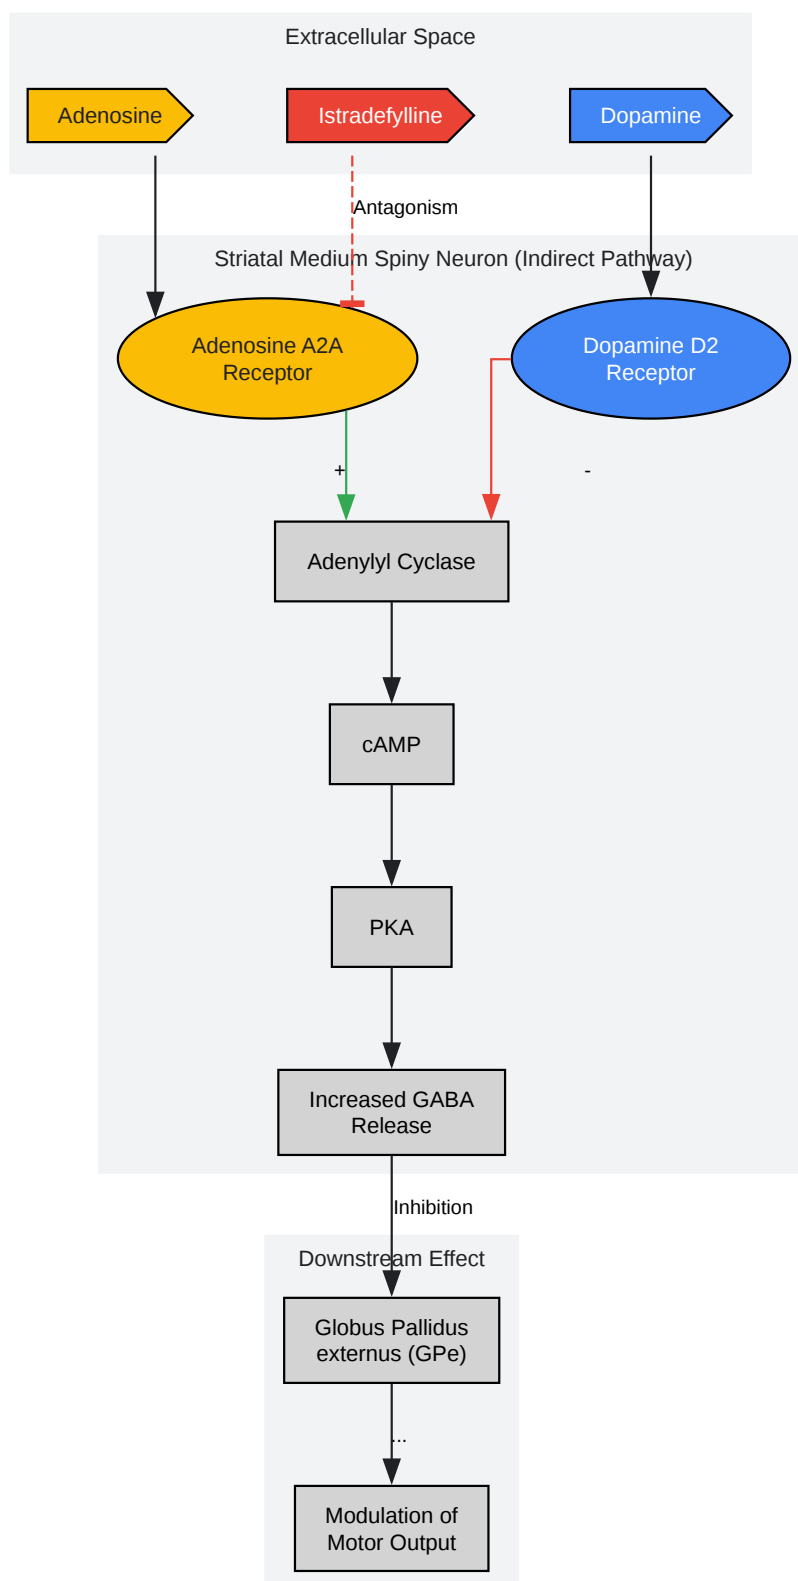 Extracellular Space
Adenosine
Istradefylline
Dopamine
Antagonism
Striatal Medium Spiny Neuron (Indirect Pathway)
Adenosine A2A
Receptor
Dopamine D2
Receptor
+
-
Adenylyl Cyclase
cAMP
PKA
Increased GABA
Release
Inhibition
Downstream Effect
Globus Pallidus
externus (GPe)
...
Modulation of
Motor Output